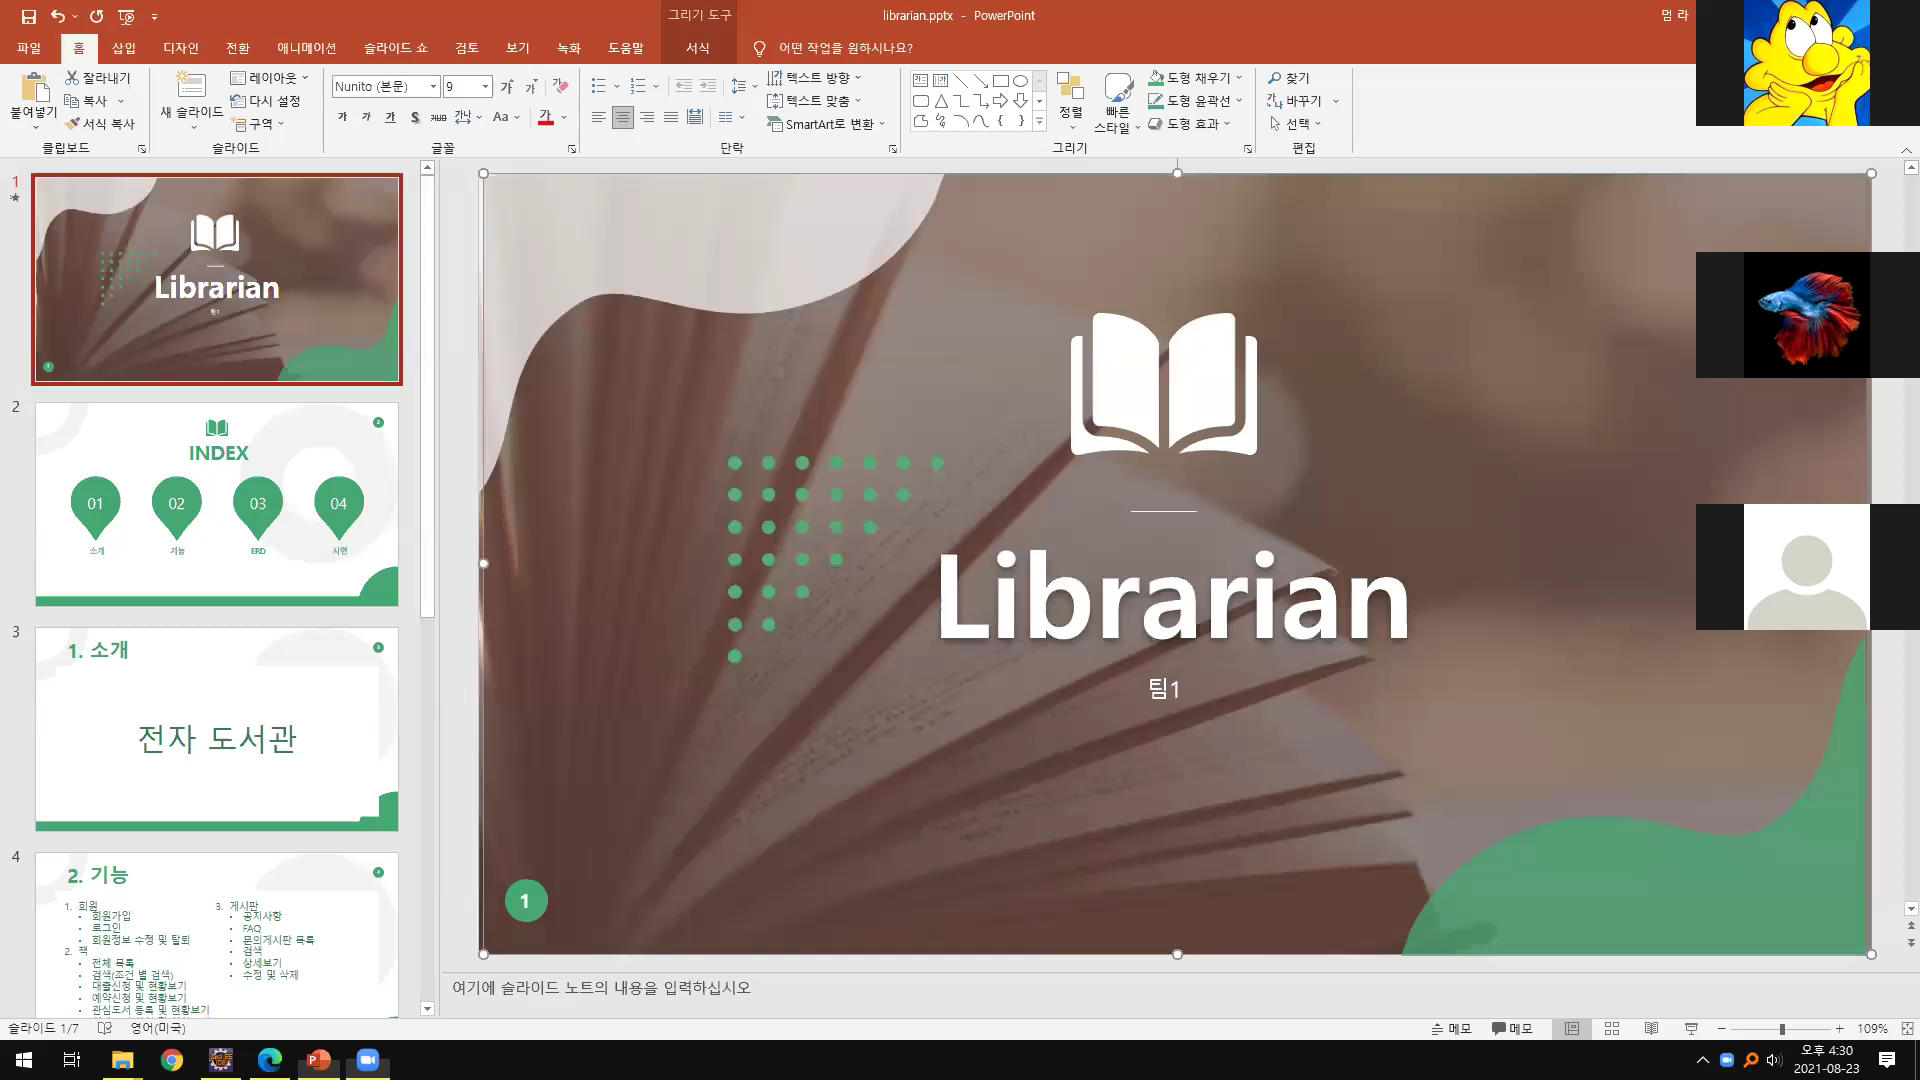 그리기 도구
librarian.pptx - PowerPoint
멈 라
파일 홈 삽입 디자인 전환 애니메이션 슬라이드 쇼 검토 보기 녹화 도움말 서식 어떤 작업을 원하시나요?
붙여넣기
잘라내기
복사
서식 복사
클립보드
새 슬라이드
레이아웃
다시 설정
구역
슬라이드
Nunito (본문) 9
가 가
가 가 가 S abc 간 Aa 가
글꼴
텍스트 방향
텍스트 맞춤
SmartArt로 변환
단락
정렬
빠른
스타일
도형 채우기
도형 윤곽선
도형 효과
그리기
찾기
바꾸기
선택
편집
1
Librarian
팀1
1
2
INDEX
2
01 02 03 04
소개 기능 ERD 시연
3
1. 소개
3
전자 도서관
4
2. 기능
4
1. 회원
• 회원가입
• 로그인
• 회원정보 수정 및 탈퇴
2. 책
• 전체 목록
• 검색(조건 별 검색)
• 대출신청 및 현황보기
• 예약신청 및 현황보기
• 관심도서 등록 및 현황보기
3. 게시판
• 공지사항
• FAQ
• 문의게시판 목록
• 검색
• 상세보기
• 수정 및 삭제
Librarian
팀1
1
여기에 슬라이드 노트의 내용을 입력하십시오
슬라이드 1/7 영어(미국) 메모 메모 109%
오후 4:30
2021-08-23